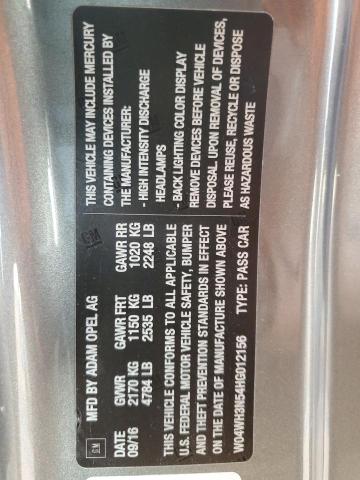 GM
MFD BY ADAM OPEL AG
DATE GVWR GAWR FRT GAWR RR
09/16 2170 KG 1150 KG 1020 KG
4784 LB 2535 LB 2248 LB
THIS VEHICLE CONFORMS TO ALL APPLICABLE
U.S. FEDERAL MOTOR VEHICLE SAFETY, BUMPER
AND THEFT PREVENTION STANDARDS IN EFFECT
ON THE DATE OF MANUFACTURE SHOWN ABOVE
W04WH3N54HG012156 TYPE: PASS CAR
THIS VEHICLE MAY INCLUDE MERCURY
CONTAINING DEVICES INSTALLED BY
THE MANUFACTURER:
- HIGH INTENSITY DISCHARGE
HEADLAMPS
- BACK LIGHTING COLOR DISPLAY
REMOVE DEVICES BEFORE VEHICLE
DISPOSAL. UPON REMOVAL OF DEVICES,
PLEASE REUSE, RECYCLE OR DISPOSE
AS HAZARDOUS WASTE
GM